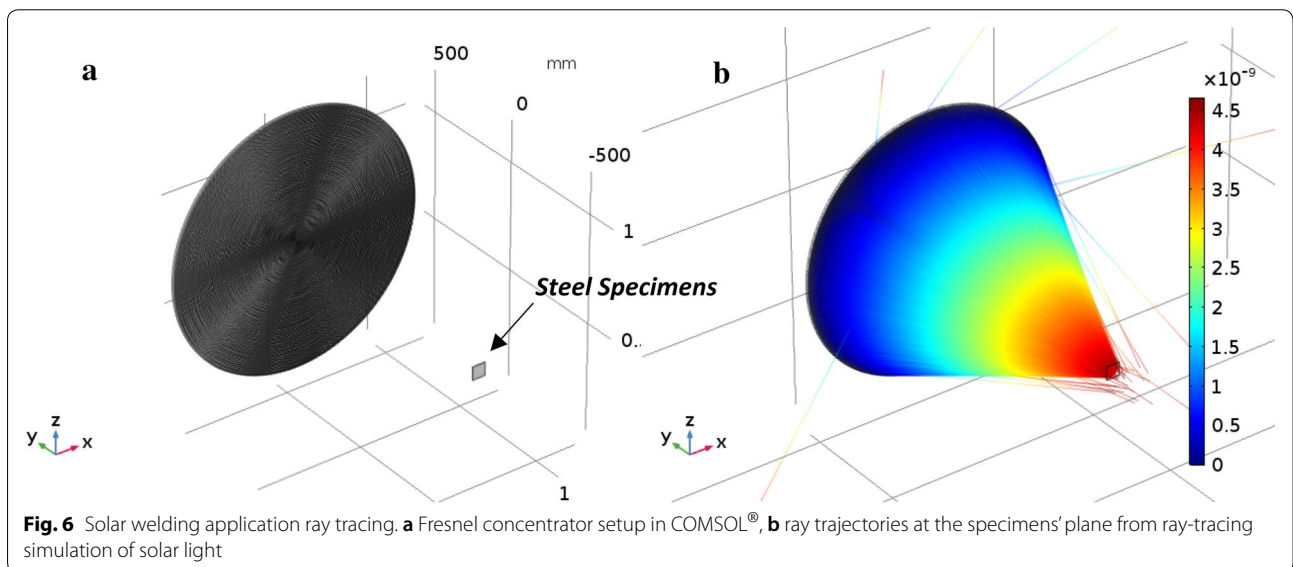 a
500
mm
0
-500
1
Steel Specimens
0..
1
z
y
x
b
×10⁻⁹
4.5
4
3.5
3
2.5
2
1.5
1
0.5
0
z
y
x
Fig. 6 Solar welding application ray tracing. a Fresnel concentrator setup in COMSOL®, b ray trajectories at the specimens’ plane from ray-tracing
simulation of solar light